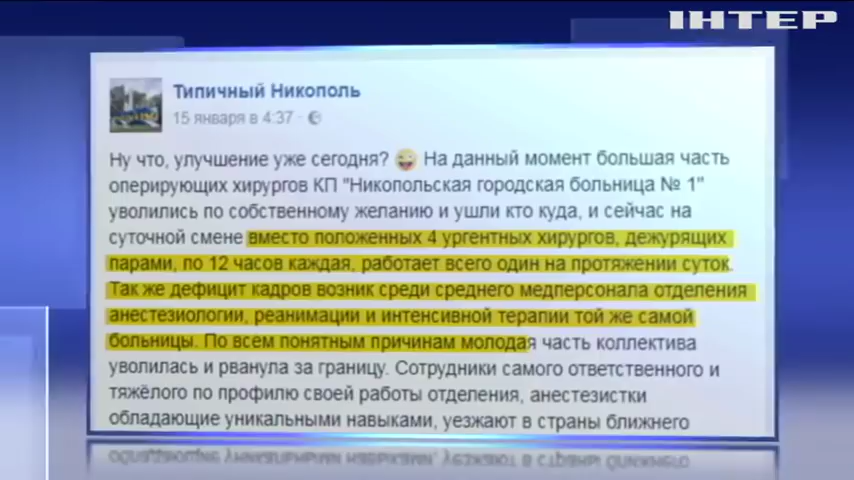 ІНТЕР
Типичный Никополь
15 января в 4:37 ·
Ну что, улучшение уже сегодня? На данный момент большая часть
оперирующих хирургов КП "Никопольская городская больница № 1"
уволились по собственному желанию и ушли кто куда, и сейчас на
суточной смене вместо положенных 4 ургентных хирургов, дежурящих
парами, по 12 часов каждая, работает всего один на протяжении суток.
Так же дефицит кадров возник среди среднего медперсонала отделения
анестезиологии, реанимации и интенсивной терапии той же самой
больницы. По всем понятным причинам молодая часть коллектива
уволилась и рванула за границу. Сотрудники самого ответственного и
тяжёлого по профилю своей работы отделения, анестезистки
обладающие уникальными навыками, уезжают в страны ближнего